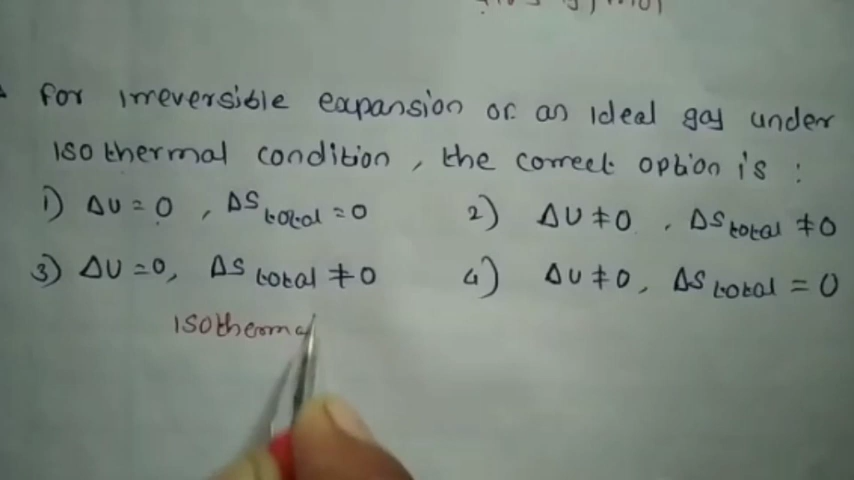 For irreversible expansion of an ideal gas under
isothermal condition, the correct option is :
1) ΔU = 0, ΔS total = 0 2) ΔU ≠ 0, ΔS total ≠ 0
3) ΔU = 0, ΔS total ≠ 0 4) ΔU ≠ 0, ΔS total = 0
isotherma